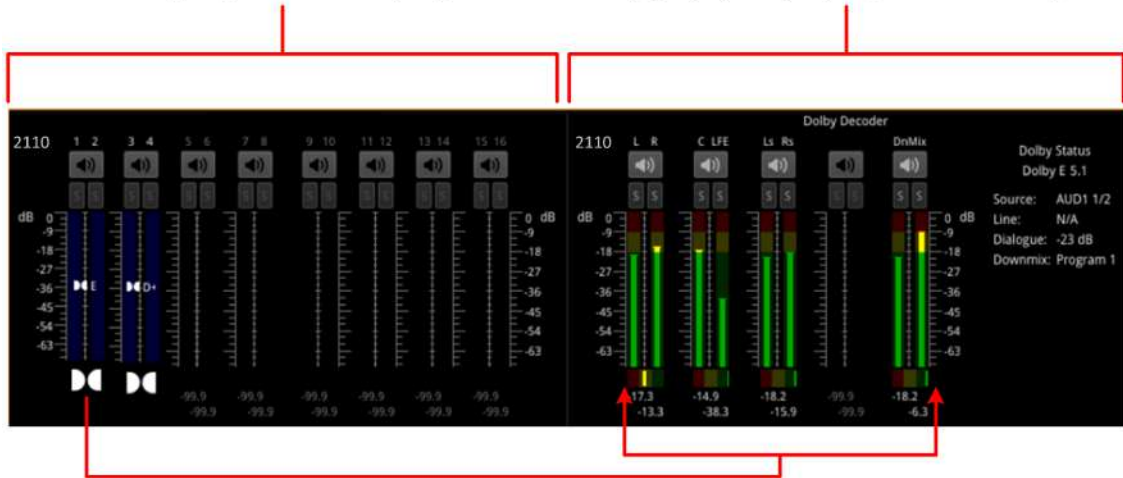 Dolby Decoder
2110 1 2 3 4 5 6 7 8 9 10 11 12 13 14 15 16
S S S S S S S S S S S S S S S S
dB 0 0 dB
-9 -9
-18 -18
-27 -27
-36 E D+ -36
-45 -45
-54 -54
-63 -63
-99.9 -99.9 -99.9 -99.9 -99.9 -99.9
-99.9 -99.9 -99.9 -99.9 -99.9 -99.9
2110 L R C LFE Ls Rs DnMix
S S S S S S S S S S
dB 0 0 dB
-9 -9
-18 -18
-27 -27
-36 -36
-45 -45
-54 -54
-63 -63
-17.3 -14.9 -18.2 -99.9 -18.2
-13.3 -38.3 -15.9 -99.9 -6.3
Dolby Status
Dolby E 5.1
Source: AUD1 1/2
Line: N/A
Dialogue: -23 dB
Downmix: Program 1